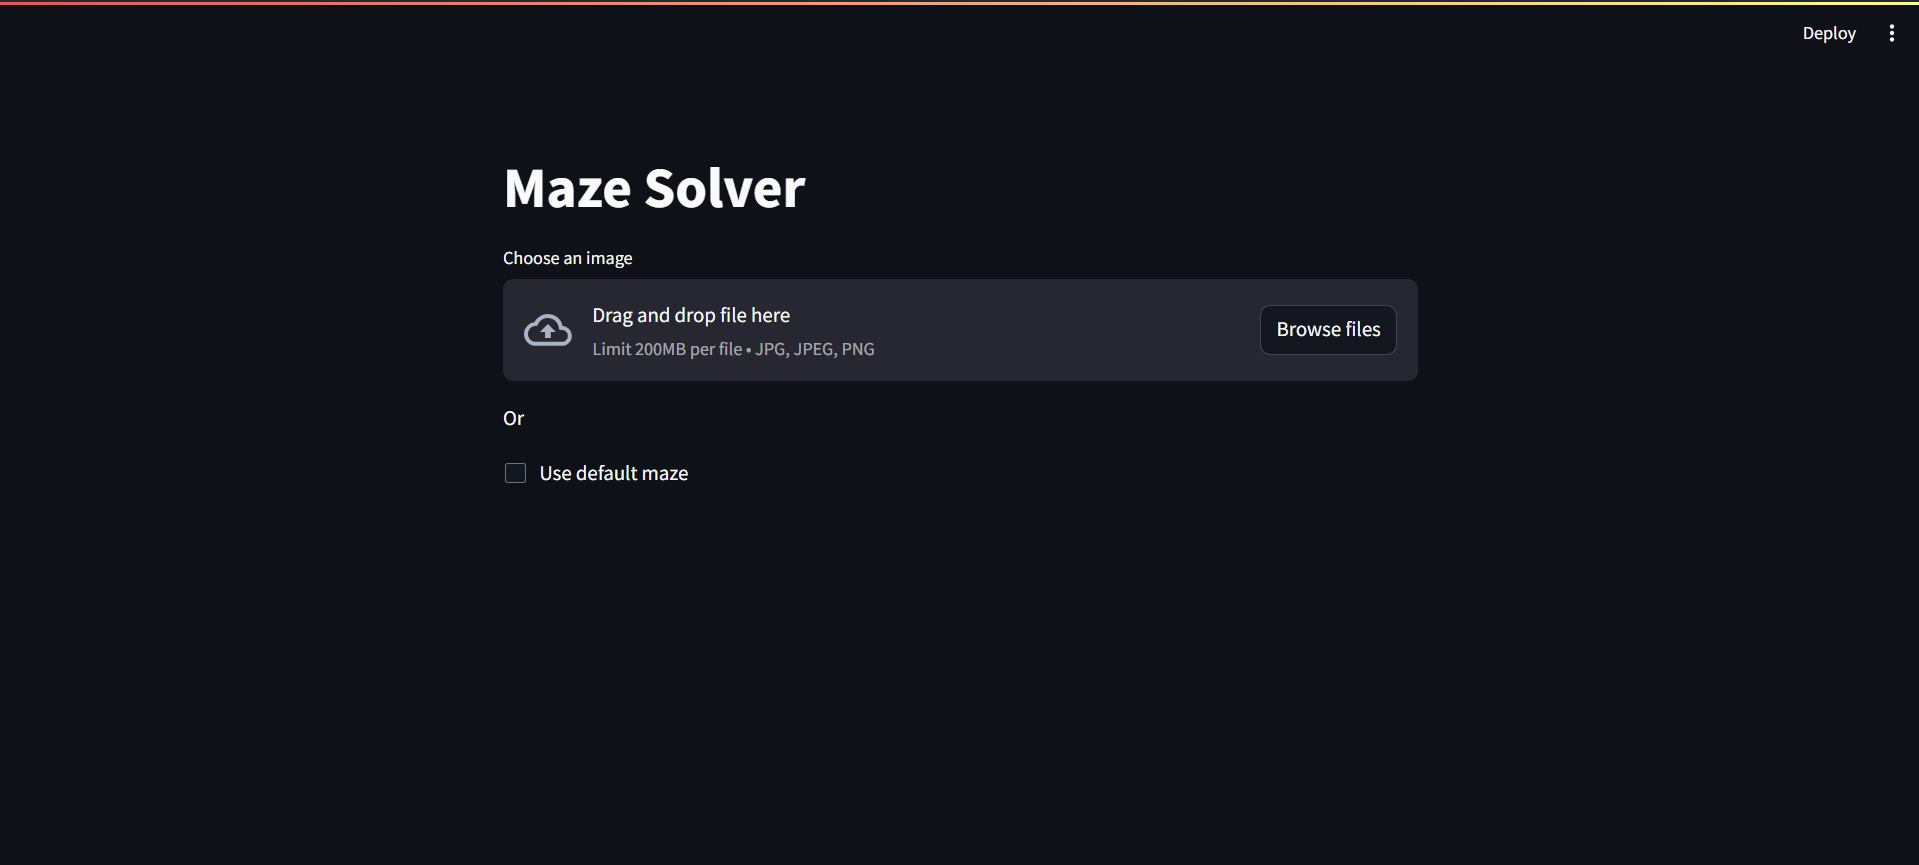 Deploy
Maze Solver
Choose an image
Drag and drop file here
Limit 200MB per file • JPG, JPEG, PNG
Browse files
Or
Use default maze